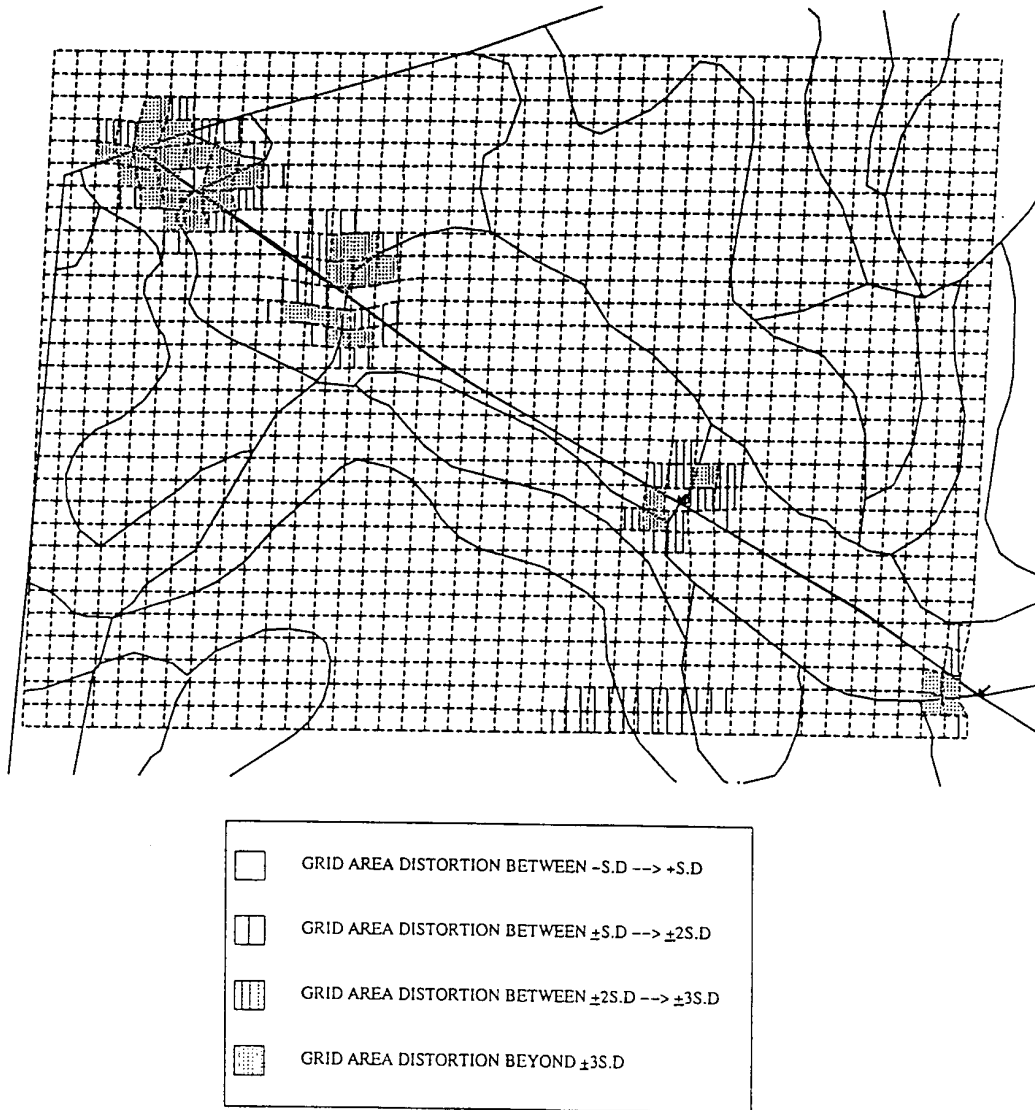 GRID AREA DISTORTION BETWEEN -S.D --> +S.D
GRID AREA DISTORTION BETWEEN ±S.D --> ±2S.D
GRID AREA DISTORTION BETWEEN ±2S.D --> ±3S.D
GRID AREA DISTORTION BEYOND ±3S.D